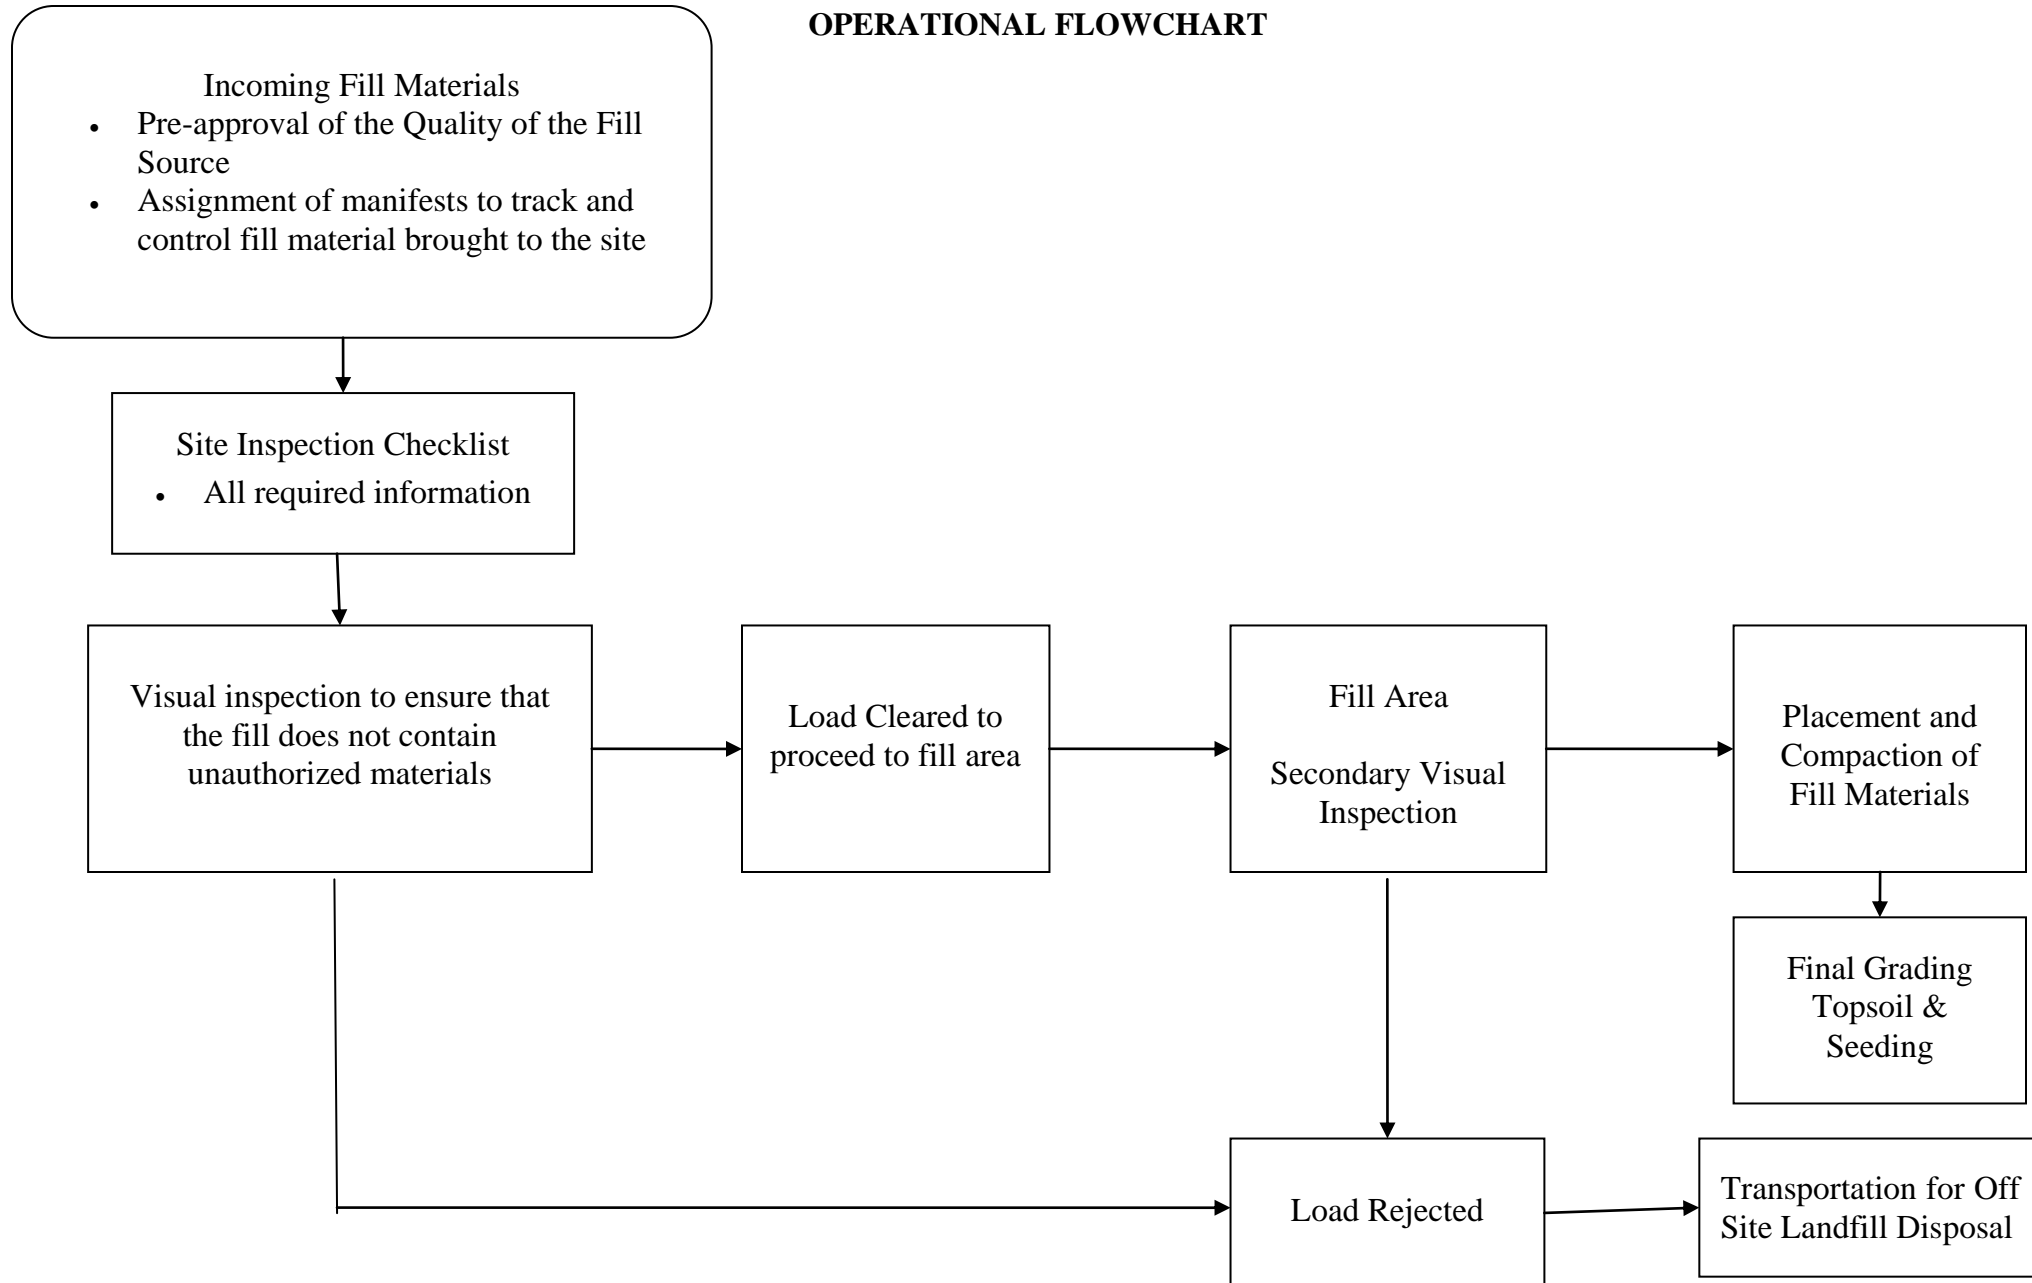 OPERATIONAL FLOWCHART
Incoming Fill Materials
• Pre-approval of the Quality of the Fill
Source
• Assignment of manifests to track and
control fill material brought to the site
Site Inspection Checklist
• All required information
Visual inspection to ensure that
the fill does not contain
unauthorized materials
Load Cleared to
proceed to fill area
Fill Area
Secondary Visual
Inspection
Placement and
Compaction of
Fill Materials
Final Grading
Topsoil &
Seeding
Load Rejected
Transportation for Off
Site Landfill Disposal